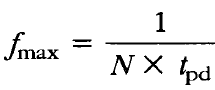 f_max = 1 / (N × t_pd)